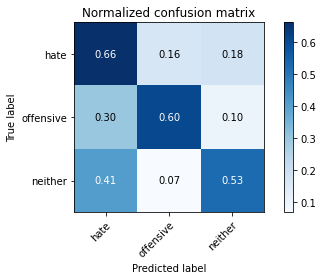 Normalized confusion matrix
hate 0.66 0.16 0.18
offensive 0.30 0.60 0.10
neither 0.41 0.07 0.53
hate offensive neither
True label
Predicted label
0.6
0.5
0.4
0.3
0.2
0.1